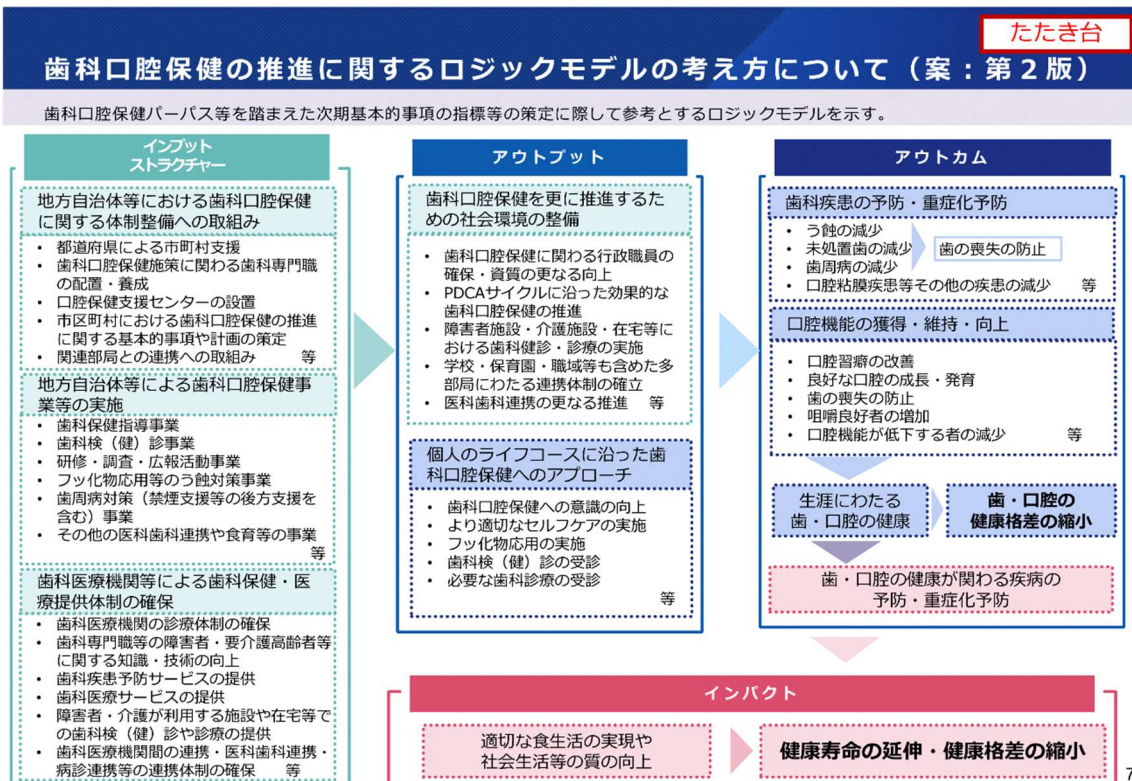 たたき台
歯科口腔保健の推進に関するロジックモデルの考え方について（案：第２版）
歯科口腔保健パーパス等を踏まえた次期基本的事項の指標等の策定に際して参考とするロジックモデルを示す。
インプット
ストラクチャー
地方自治体等における歯科口腔保健
に関する体制整備への取組み
• 都道府県による市町村支援
• 歯科口腔保健施策に関わる歯科専門職
の配置・養成
• 口腔保健支援センターの設置
• 市区町村における歯科口腔保健の推進
に関する基本的事項や計画の策定
• 関連部局との連携への取組み 等
地方自治体等による歯科口腔保健事
業等の実施
• 歯科保健指導事業
• 歯科検（健）診事業
• 研修・調査・広報活動事業
• フッ化物応用等のう蝕対策事業
• 歯周病対策（禁煙支援等の後方支援を
含む）事業
• その他の医科歯科連携や食育等の事業
等
歯科医療機関等による歯科保健・医
療提供体制の確保
• 歯科医療機関の診療体制の確保
• 歯科専門職等の障害者・要介護高齢者等
に関する知識・技術の向上
• 歯科疾患予防サービスの提供
• 歯科医療サービスの提供
• 障害者・介護が利用する施設や在宅等で
の歯科検（健）診や診療の提供
• 歯科医療機関間の連携・医科歯科連携・
病診連携等の連携体制の確保 等
アウトプット
歯科口腔保健を更に推進するた
めの社会環境の整備
• 歯科口腔保健に関わる行政職員の
確保・資質の更なる向上
• PDCAサイクルに沿った効果的な
歯科口腔保健の推進
• 障害者施設・介護施設・在宅等に
おける歯科健診・診療の実施
• 学校・保育園・職域等も含めた多
部局にわたる連携体制の確立
• 医科歯科連携の更なる推進 等
個人のライフコースに沿った歯
科口腔保健へのアプローチ
• 歯科口腔保健への意識の向上
• より適切なセルフケアの実施
• フッ化物応用の実施
• 歯科検（健）診の受診
• 必要な歯科診療の受診
等
アウトカム
歯科疾患の予防・重症化予防
• う蝕の減少
• 未処置歯の減少
• 歯周病の減少
歯の喪失の防止
• 口腔粘膜疾患等その他の疾患の減少 等
口腔機能の獲得・維持・向上
• 口腔習癖の改善
• 良好な口腔の成長・発育
• 歯の喪失の防止
• 咀嚼良好者の増加
• 口腔機能が低下する者の減少 等
生涯にわたる
歯・口腔の健康
歯・口腔の
健康格差の縮小
歯・口腔の健康が関わる疾病の
予防・重症化予防
インパクト
適切な食生活の実現や
社会生活等の質の向上
健康寿命の延伸・健康格差の縮小